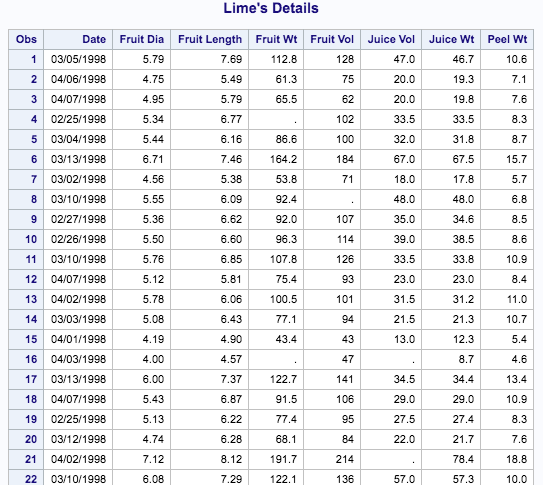 Lime's Details
Obs Date Fruit Dia Fruit Length Fruit Wt Fruit Vol Juice Vol Juice Wt Peel Wt
1 03/05/1998 5.79 7.69 112.8 128 47.0 46.7 10.6
2 04/06/1998 4.75 5.49 61.3 75 20.0 19.3 7.1
3 04/07/1998 4.95 5.79 65.5 62 20.0 19.8 7.6
4 02/25/1998 5.34 6.77 . 102 33.5 33.5 8.3
5 03/04/1998 5.44 6.16 86.6 100 32.0 31.8 8.7
6 03/13/1998 6.71 7.46 164.2 184 67.0 67.5 15.7
7 03/02/1998 4.56 5.38 53.8 71 18.0 17.8 5.7
8 03/10/1998 5.55 6.09 92.4 . 48.0 48.0 6.8
9 02/27/1998 5.36 6.62 92.0 107 35.0 34.6 8.5
10 02/26/1998 5.50 6.60 96.3 114 39.0 38.5 8.6
11 03/10/1998 5.76 6.85 107.8 126 33.5 33.8 10.9
12 04/07/1998 5.12 5.81 75.4 93 23.0 23.0 8.4
13 04/02/1998 5.78 6.06 100.5 101 31.5 31.2 11.0
14 03/03/1998 5.08 6.43 77.1 94 21.5 21.3 10.7
15 04/01/1998 4.19 4.90 43.4 43 13.0 12.3 5.4
16 04/03/1998 4.00 4.57 . 47 . 8.7 4.6
17 03/13/1998 6.00 7.37 122.7 141 34.5 34.4 13.4
18 04/07/1998 5.43 6.87 91.5 106 29.0 29.0 10.9
19 02/25/1998 5.13 6.22 77.4 95 27.5 27.4 8.3
20 03/12/1998 4.74 6.28 68.1 84 22.0 21.7 7.6
21 04/02/1998 7.12 8.12 191.7 214 . 78.4 18.8
22 03/10/1998 6.08 7.29 122.1 136 57.0 57.3 10.0